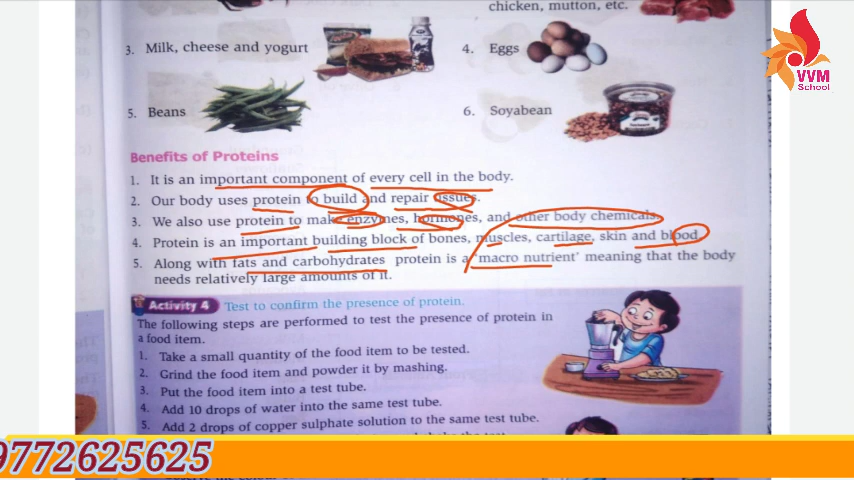 chicken, mutton, etc.
3. Milk, cheese and yogurt
4. Eggs
VVM
School
5. Beans
6. Soyabean
Benefits of Proteins
1. It is an important component of every cell in the body.
2. Our body uses protein to build and repair tissues.
3. We also use protein to make enzymes, hormones, and other body chemicals.
4. Protein is an important building block of bones, muscles, cartilage, skin and blood
5. Along with fats and carbohydrates protein is a 'macro nutrient' meaning that the body
needs relatively large amounts of it.
Activity 4 Test to confirm the presence of protein.
The following steps are performed to test the presence of protein in
a food item.
1. Take a small quantity of the food item to be tested.
2. Grind the food item and powder it by mashing.
3. Put the food item into a test tube.
4. Add 10 drops of water into the same test tube.
5. Add 2 drops of copper sulphate solution to the same test tube.
9772625625